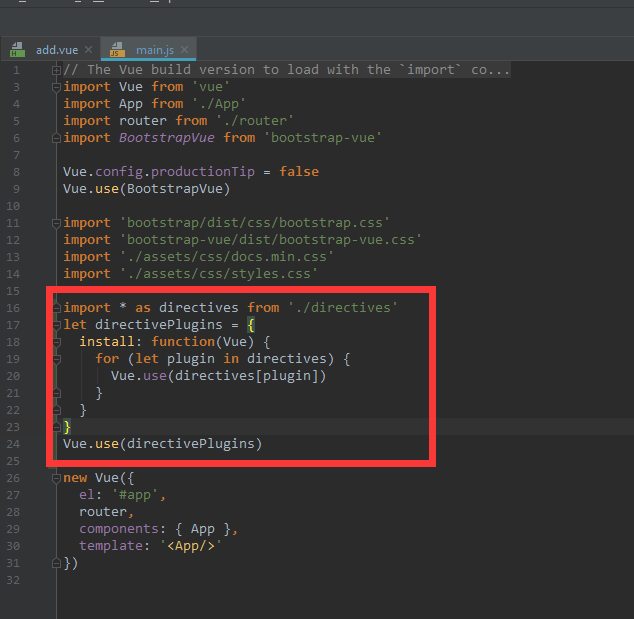 add.vue
main.js
1 // The Vue build version to load with the `import` co...
3 import Vue from 'vue'
4 import App from './App'
5 import router from './router'
6 import BootstrapVue from 'bootstrap-vue'
7
8 Vue.config.productionTip = false
9 Vue.use(BootstrapVue)
10
11 import 'bootstrap/dist/css/bootstrap.css'
12 import 'bootstrap-vue/dist/bootstrap-vue.css'
13 import './assets/css/docs.min.css'
14 import './assets/css/styles.css'
15
16 import * as directives from './directives'
17 let directivePlugins = {
18   install: function(Vue) {
19     for (let plugin in directives) {
20       Vue.use(directives[plugin])
21     }
22   }
23 }
24 Vue.use(directivePlugins)
25
26 new Vue({
27   el: '#app',
28   router,
29   components: { App },
30   template: '<App/>'
31 })
32